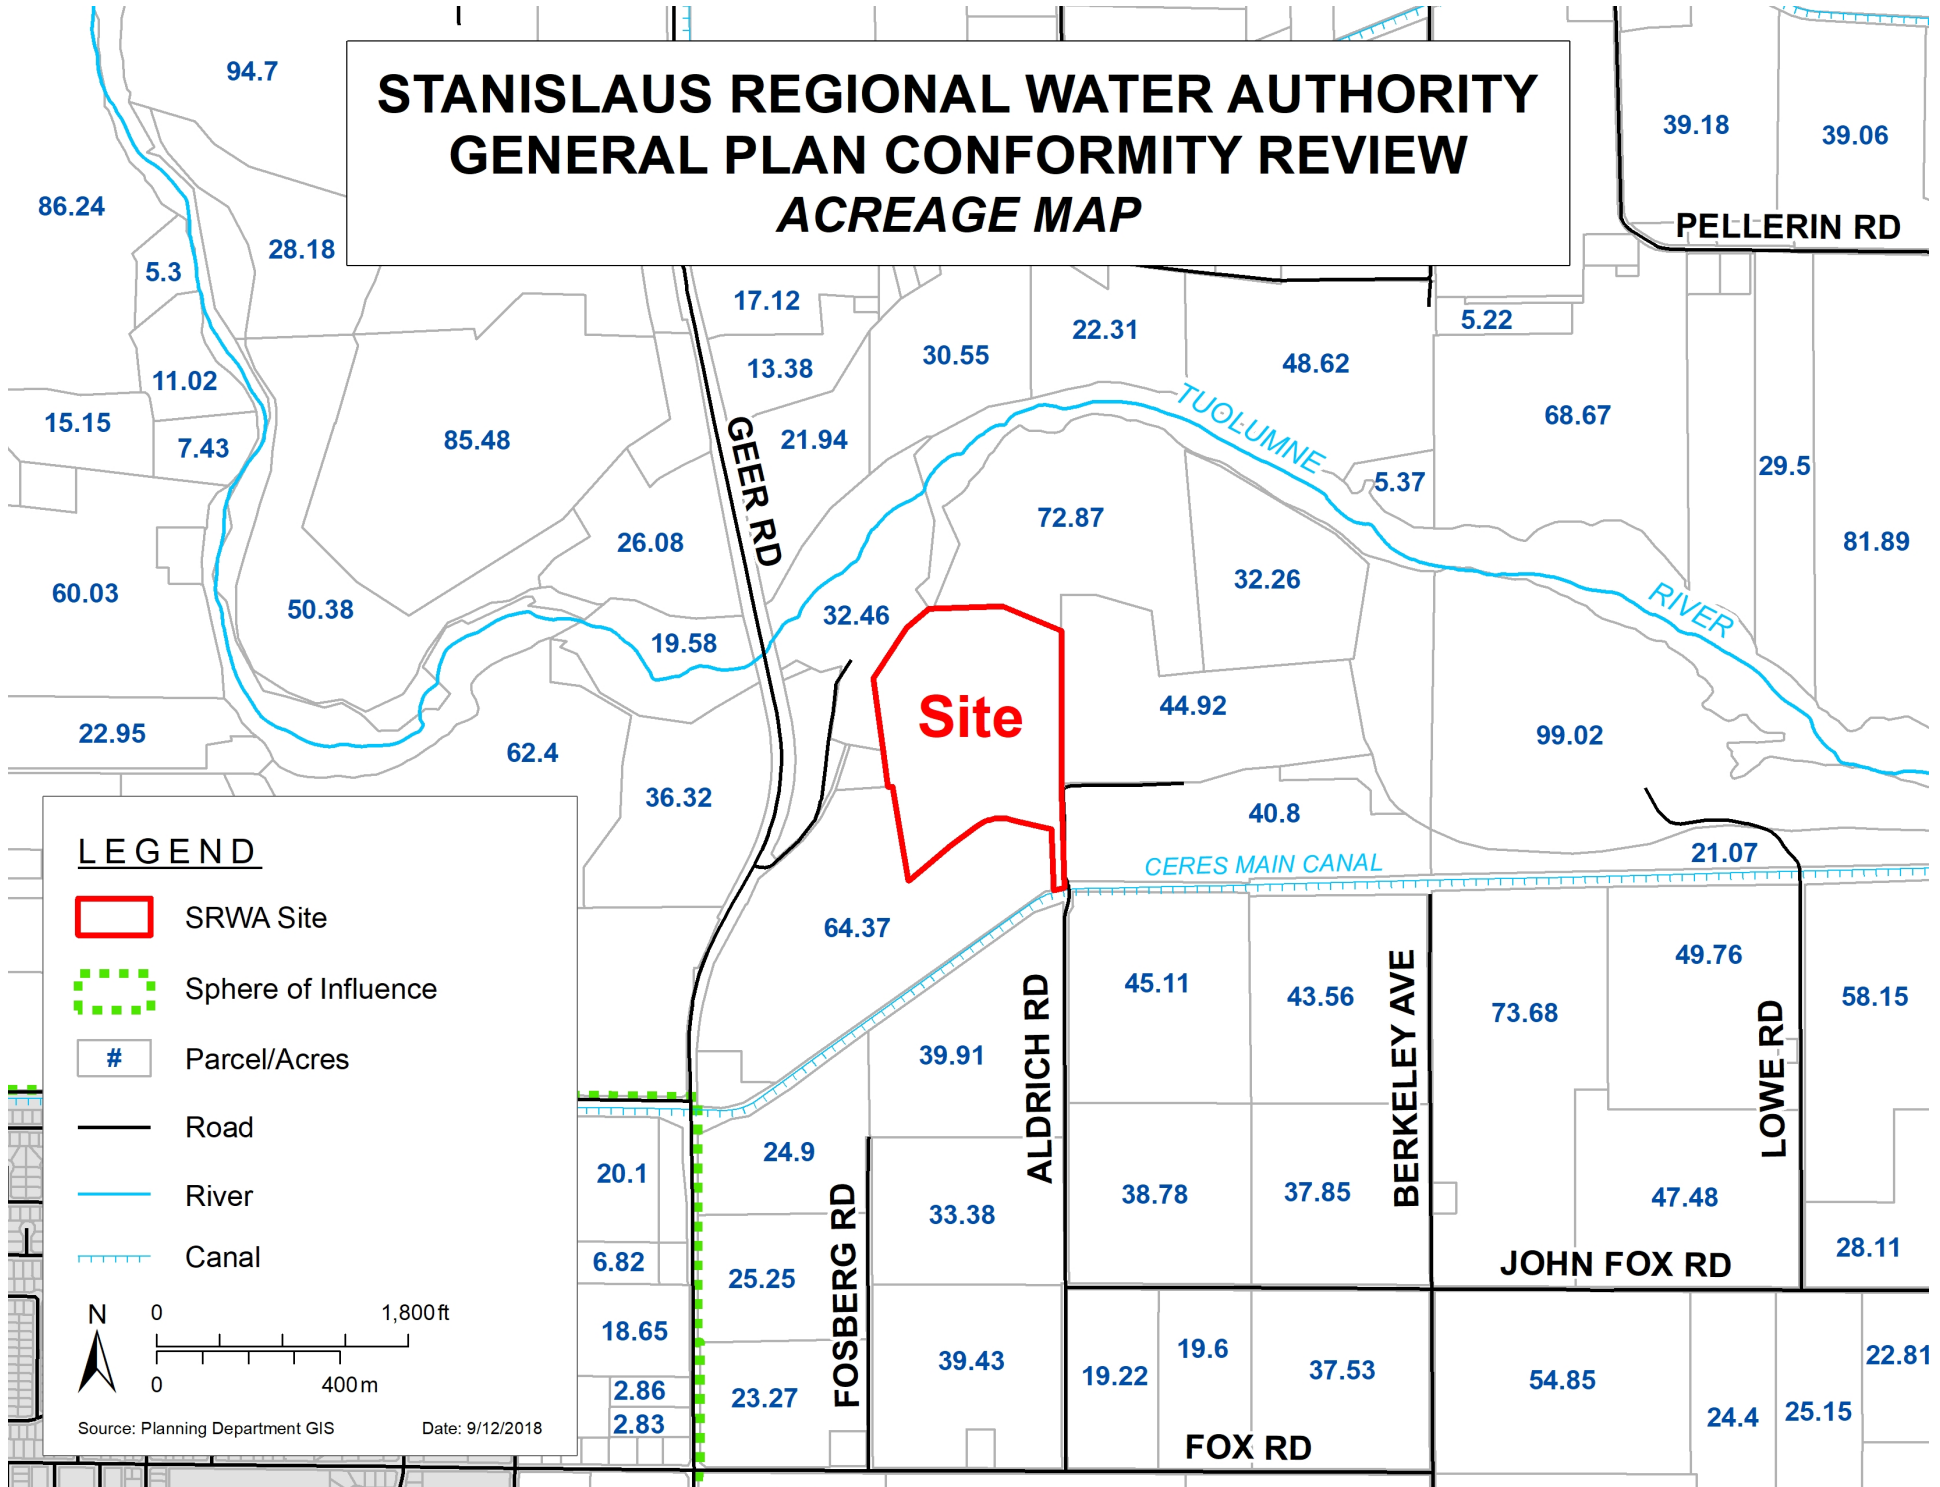 STANISLAUS REGIONAL WATER AUTHORITY
GENERAL PLAN CONFORMITY REVIEW
ACREAGE MAP
94.7
39.18
39.06
86.24
PELLERIN RD
28.18
5.3
17.12
5.22
22.31
30.55
48.62
13.38
11.02
TUOLUMNE
68.67
15.15
85.48
21.94
7.43
GEER RD
29.5
5.37
72.87
26.08
81.89
32.26
60.03
50.38
32.46
RIVER
19.58
Site
44.92
22.95
62.4
99.02
36.32
40.8
21.07
CERES MAIN CANAL
64.37
49.76
45.11
43.56
58.15
73.68
39.91
ALDRICH RD
BERKELEY AVE
LOWE RD
24.9
20.1
38.78
37.85
47.48
33.38
FOSBERG RD
28.11
6.82
25.25
JOHN FOX RD
18.65
39.43
19.22
19.6
37.53
54.85
22.81
2.86
23.27
24.4
25.15
2.83
FOX RD
LEGEND
SRWA Site
Sphere of Influence
# Parcel/Acres
Road
River
Canal
N
0 1,800 ft
0 400 m
Source: Planning Department GIS Date: 9/12/2018